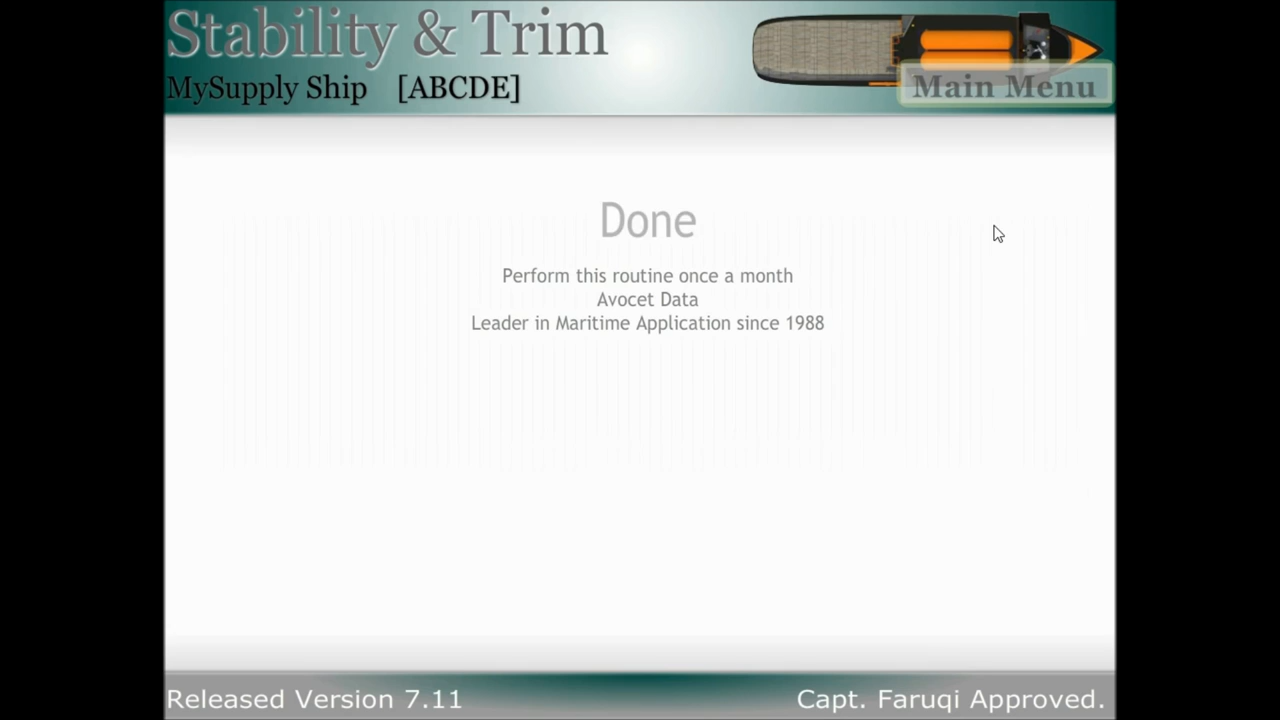 Stability & Trim
MySupply Ship [ABCDE]
Main Menu
Done
Perform this routine once a month
Avocet Data
Leader in Maritime Application since 1988
Released Version 7.11
Capt. Faruqi Approved.